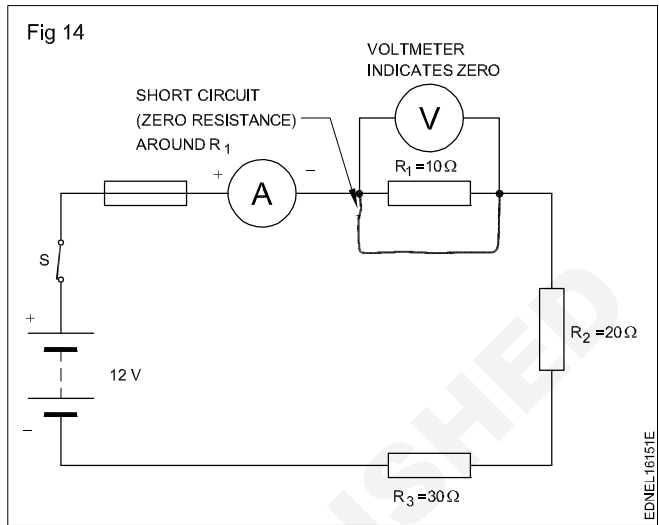 Fig 14
VOLTMETER
INDICATES ZERO
SHORT CIRCUIT
(ZERO RESISTANCE)
AROUND R1
V
R1 =10Ω
+
A
−
S
+
12 V
−
R2 =20Ω
R3 =30Ω
EDNEL16151E
SHED